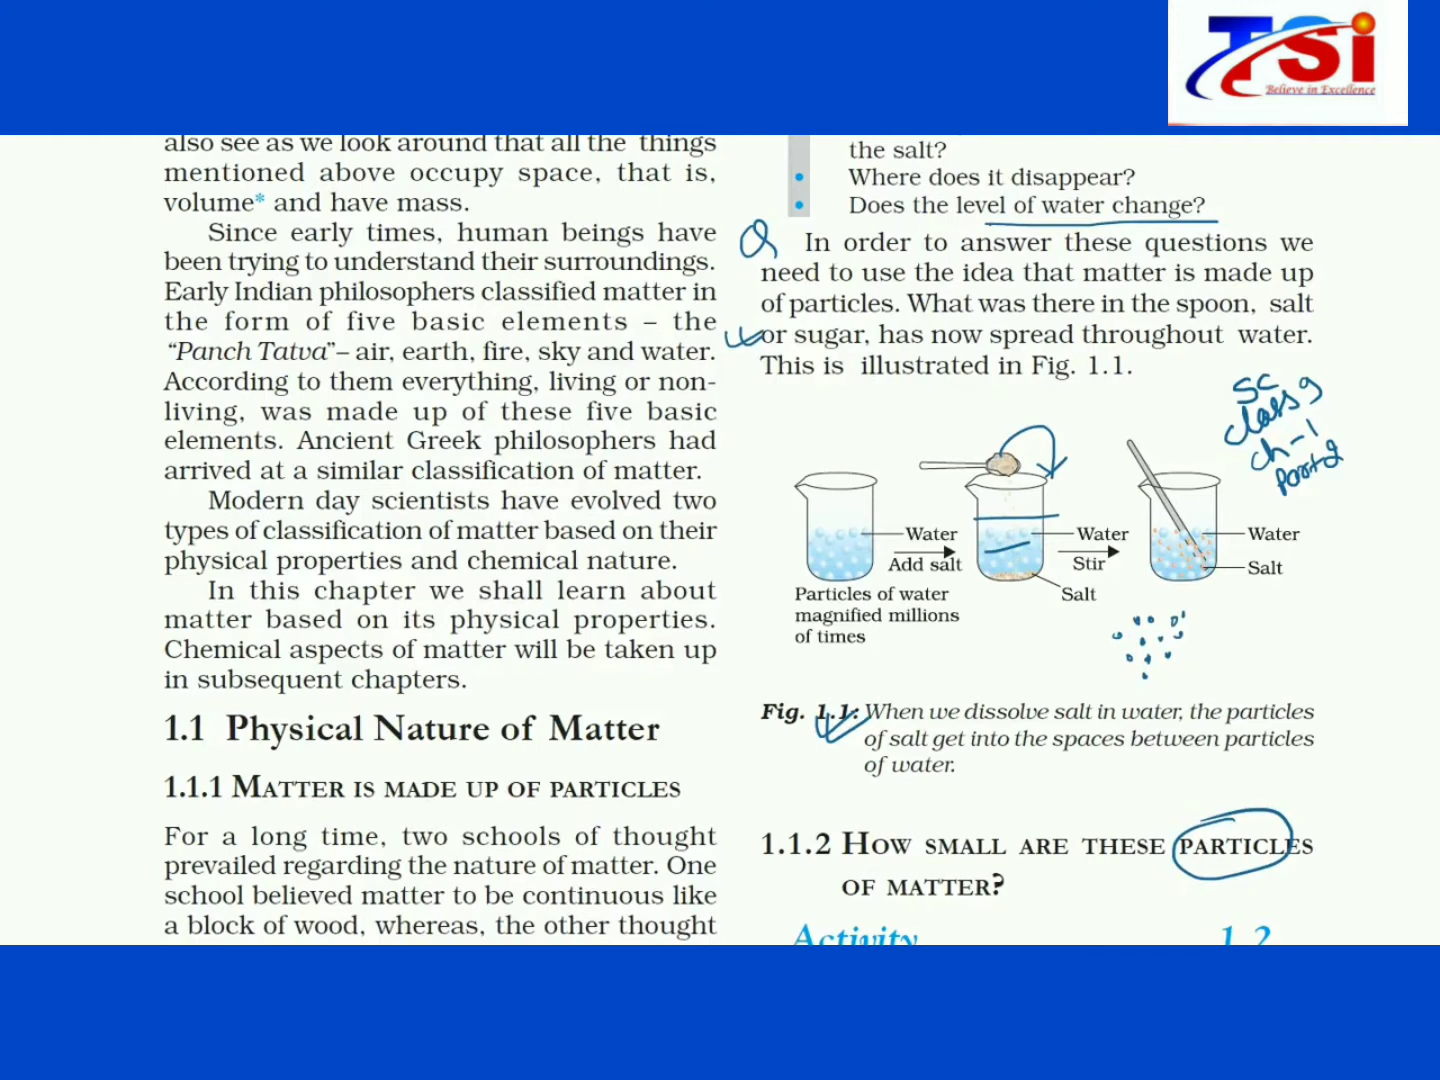 TSi
Believe in Excellence
also see as we look around that all the things
mentioned above occupy space, that is,
volume* and have mass.
Since early times, human beings have
been trying to understand their surroundings.
Early Indian philosophers classified matter in
the form of five basic elements – the
“Panch Tatva”– air, earth, fire, sky and water.
According to them everything, living or non-
living, was made up of these five basic
elements. Ancient Greek philosophers had
arrived at a similar classification of matter.
Modern day scientists have evolved two
types of classification of matter based on their
physical properties and chemical nature.
In this chapter we shall learn about
matter based on its physical properties.
Chemical aspects of matter will be taken up
in subsequent chapters.
1.1 Physical Nature of Matter
1.1.1 MATTER IS MADE UP OF PARTICLES
For a long time, two schools of thought
prevailed regarding the nature of matter. One
school believed matter to be continuous like
a block of wood, whereas, the other thought
the salt?
• Where does it disappear?
• Does the level of water change?
Q
In order to answer these questions we
need to use the idea that matter is made up
of particles. What was there in the spoon, salt
or sugar, has now spread throughout water.
This is illustrated in Fig. 1.1.
SC
class 9
ch-1
Part 2
Water
Add salt
Water
Stir
Salt
Water
Salt
Particles of water
magnified millions
of times
Fig. 1.1: When we dissolve salt in water, the particles
of salt get into the spaces between particles
of water.
1.1.2 HOW SMALL ARE THESE PARTICLES
OF MATTER?
Activity 1.2